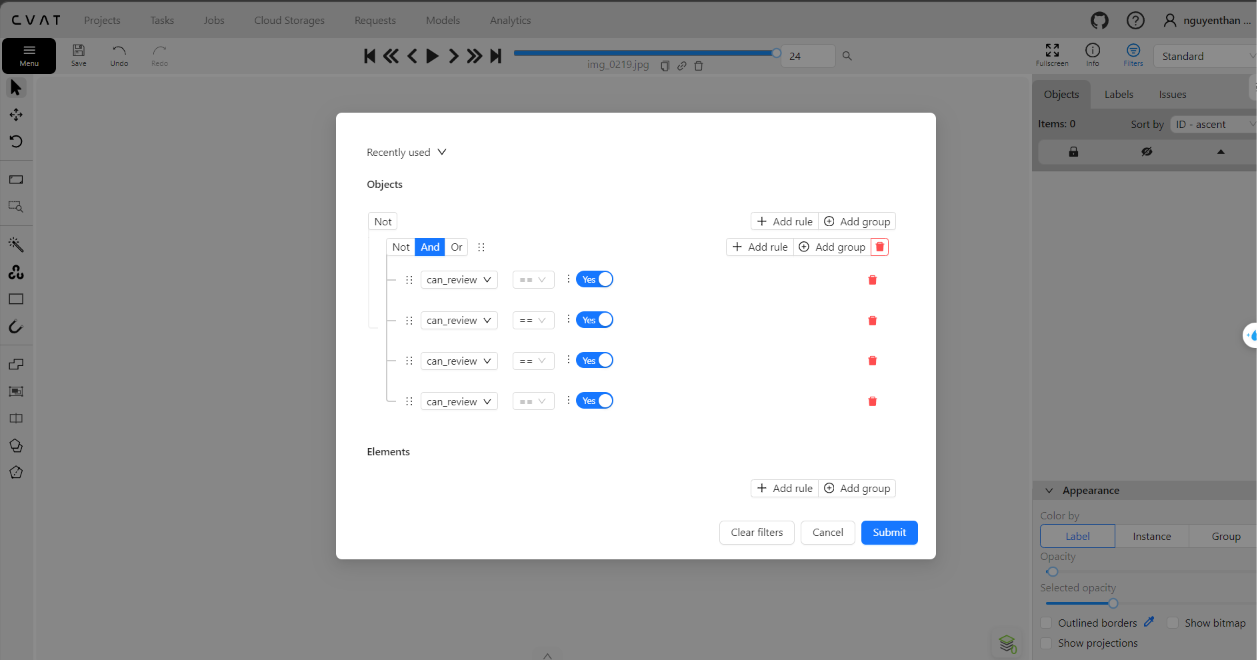 CVAT Projects Tasks Jobs Cloud Storages Requests Models Analytics nguyenthan ...
Menu Save Undo Redo 24 Fullscreen Info Filters Standard
img_0219.jpg
Objects Labels Issues
Items: 0 Sort by ID - ascent
Recently used
Objects
Not Add rule Add group
Not And Or Add rule Add group
can_review == Yes
can_review == Yes
can_review == Yes
can_review == Yes
Elements
Add rule Add group
Clear filters Cancel Submit
Appearance
Color by
Label Instance Group
Opacity
Selected opacity
Outlined borders Show bitmap
Show projections